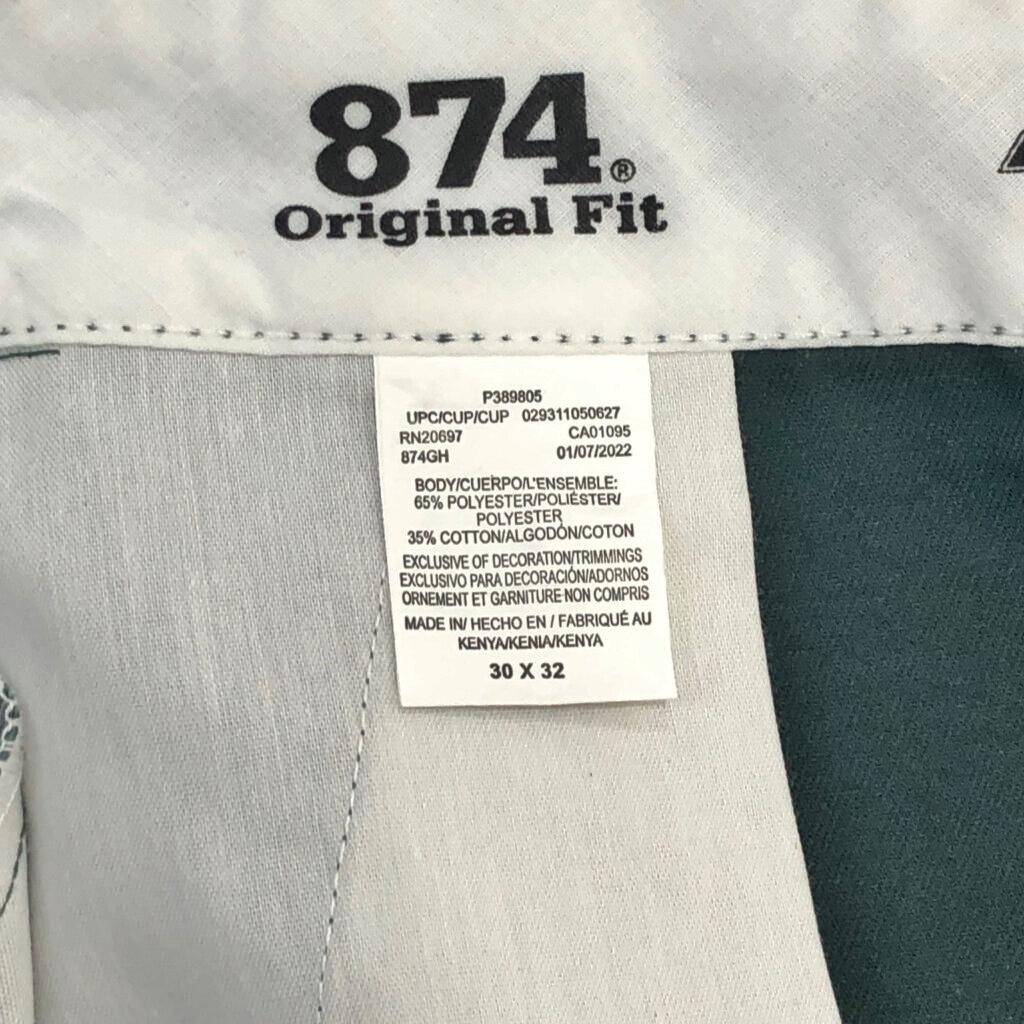 874®
Original Fit
P389805
UPC/CUP/CUP 029311050627
RN20697 CA01095
874GH 01/07/2022
BODY/CUERPO/L'ENSEMBLE:
65% POLYESTER/POLIÉSTER/
POLYESTER
35% COTTON/ALGODÓN/COTON
EXCLUSIVE OF DECORATION/TRIMMINGS
EXCLUSIVO PARA DECORACIÓN/ADORNOS
ORNEMENT ET GARNITURE NON COMPRIS
MADE IN/ HECHO EN / FABRIQUÉ AU
KENYA/KENIA/KENYA
30 X 32